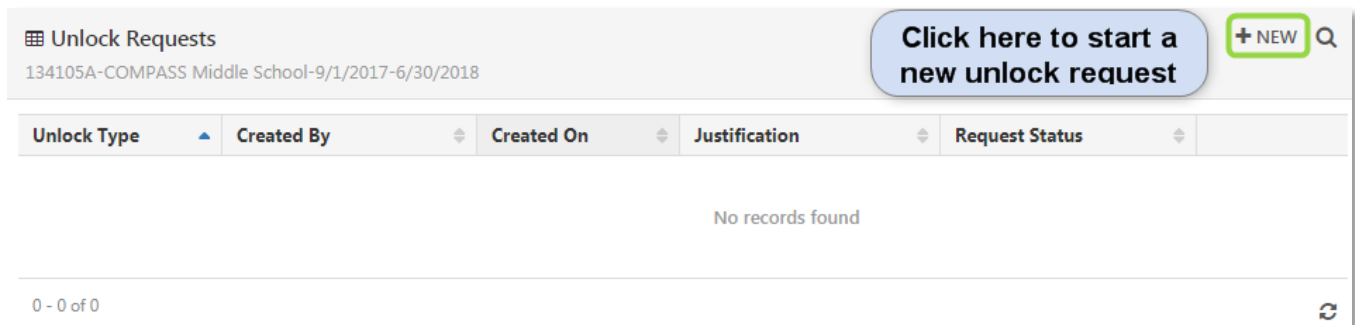 Unlock Requests
134105A-COMPASS Middle School-9/1/2017-6/30/2018
Click here to start a
new unlock request
+ NEW
Unlock Type Created By Created On Justification Request Status
No records found
0 - 0 of 0